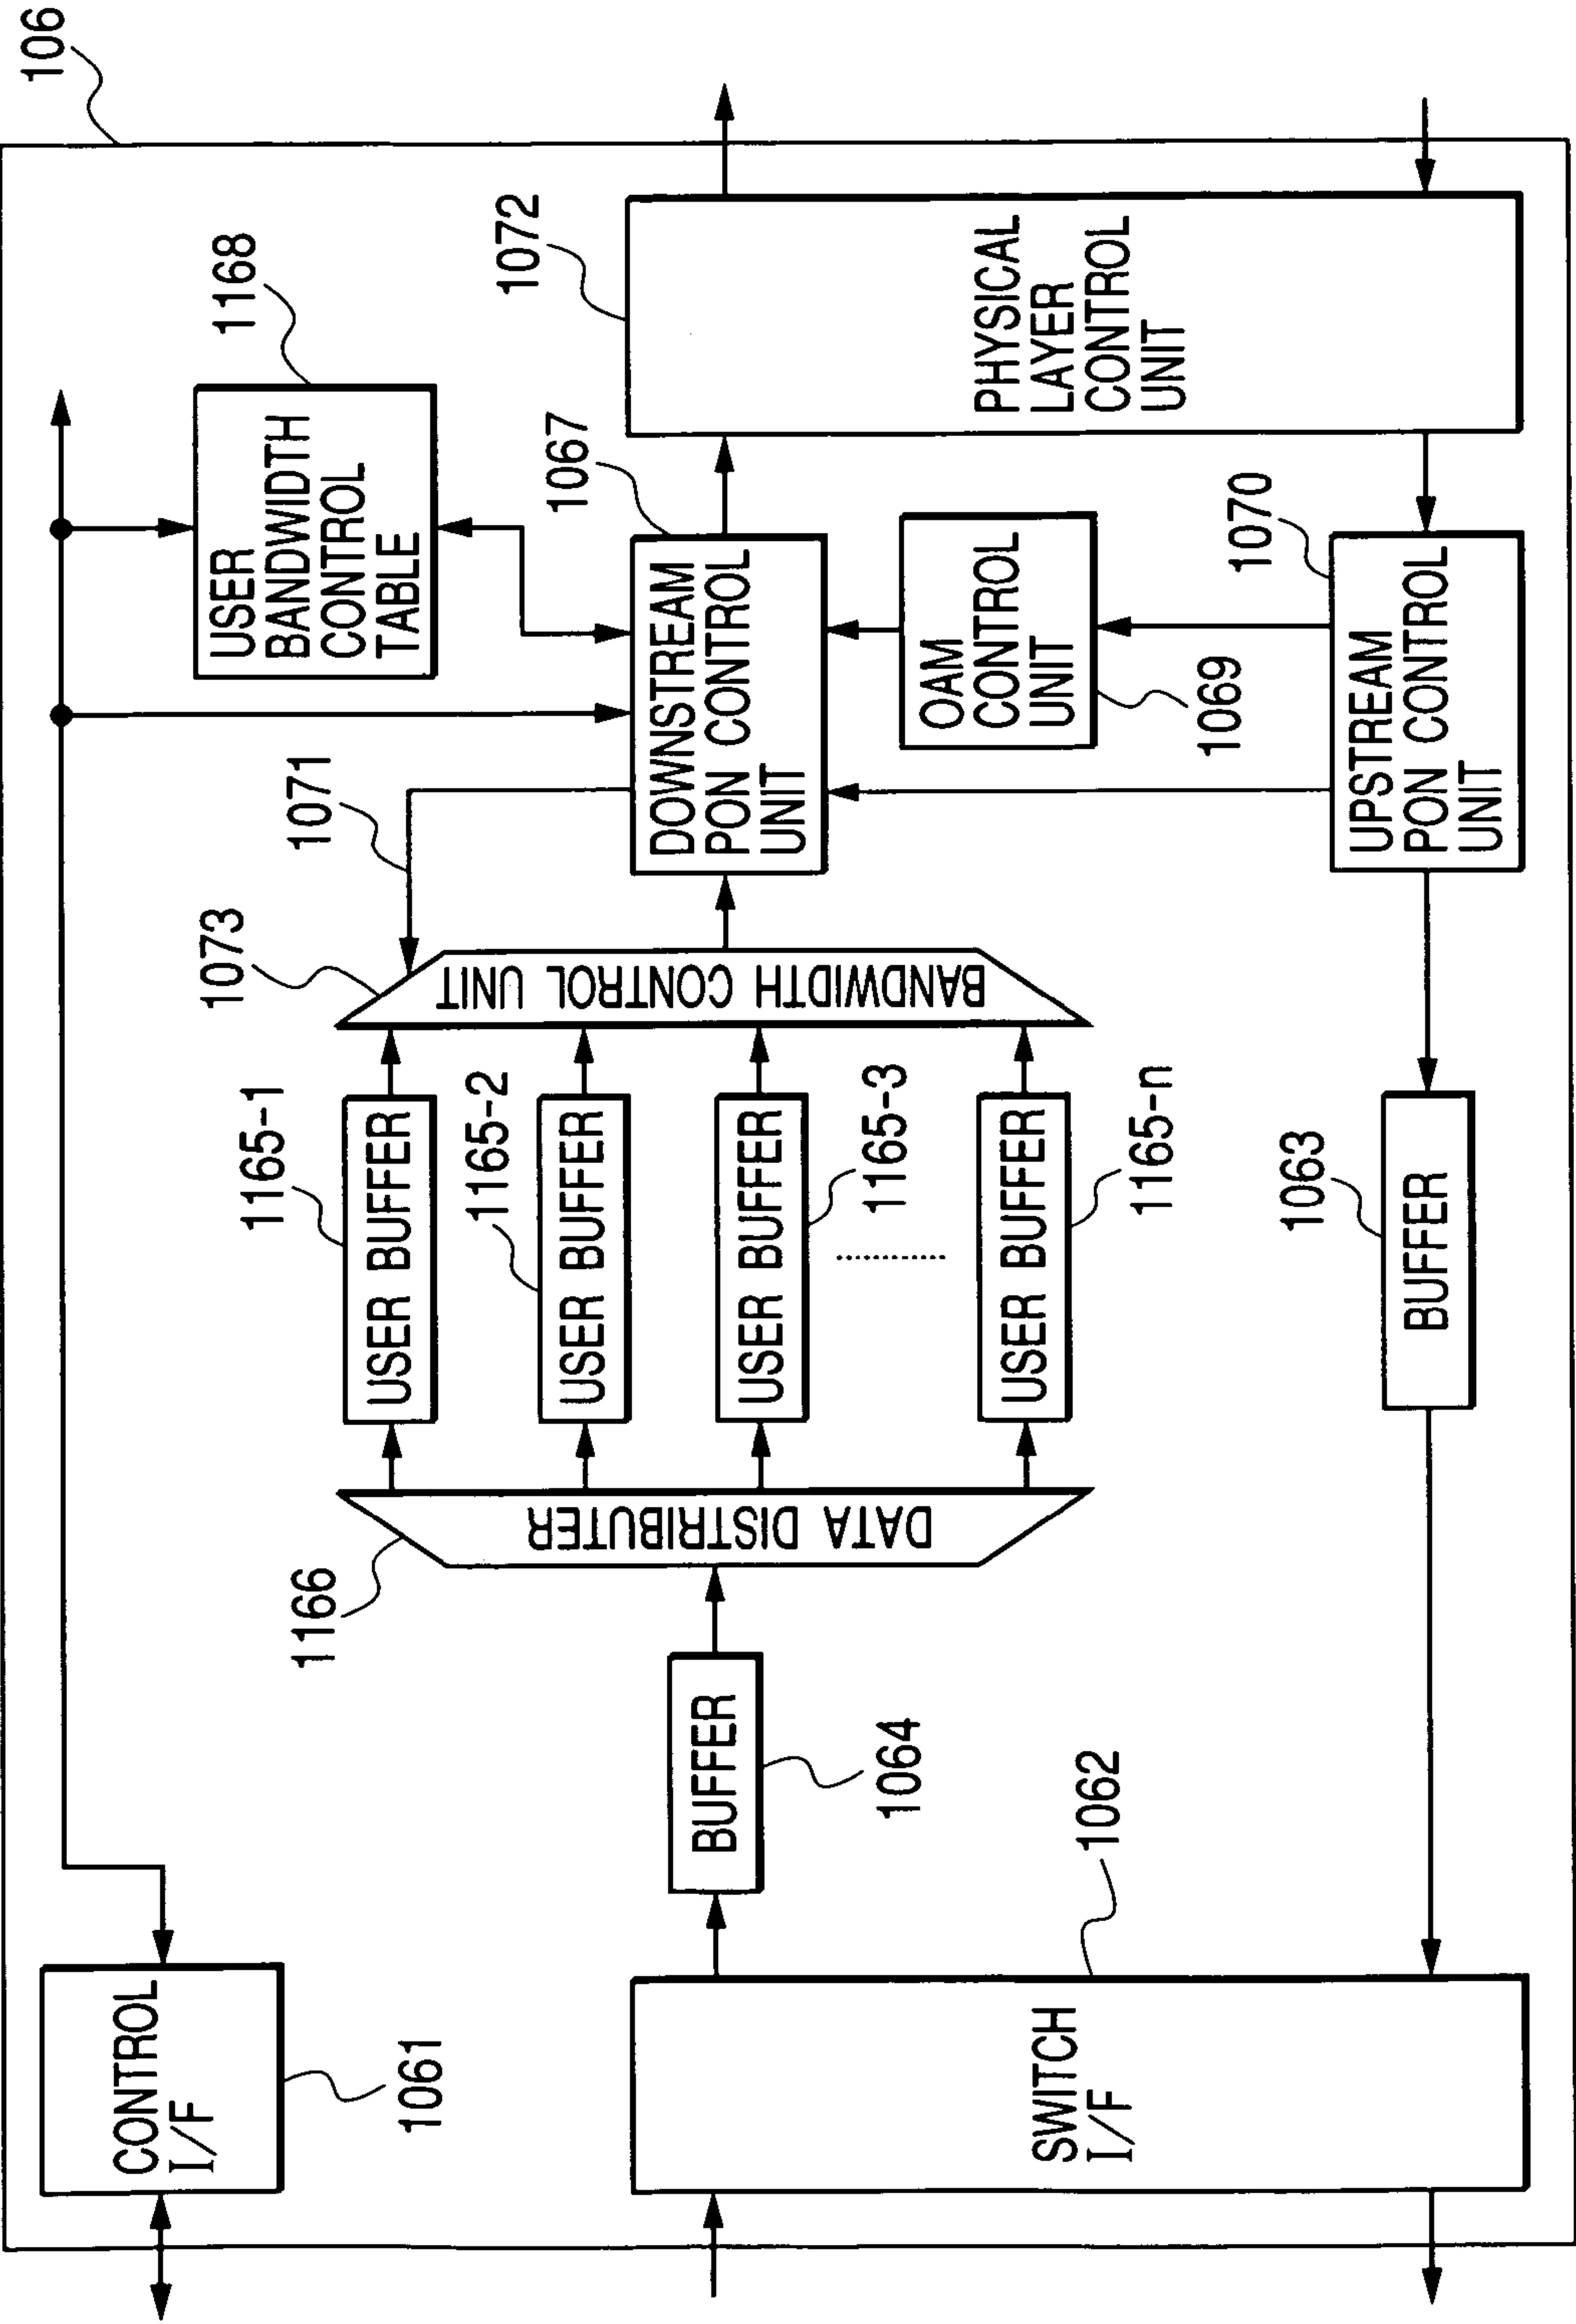 106
CONTROL
I/F
1061
USER
BANDWIDTH
CONTROL
TABLE
1168
1071
1073
1165-1
USER BUFFER
1165-2
USER BUFFER
USER BUFFER
1165-3
USER BUFFER
1165-n
1166
DATA DISTRIBUTER
BANDWIDTH CONTROL UNIT
BUFFER
1064
SWITCH
I/F
1062
1067
DOWNSTREAM
PON CONTROL
UNIT
1072
PHYSICAL
LAYER
CONTROL
UNIT
OAM
CONTROL
UNIT
1069
1070
UPSTREAM
PON CONTROL
UNIT
1063
BUFFER